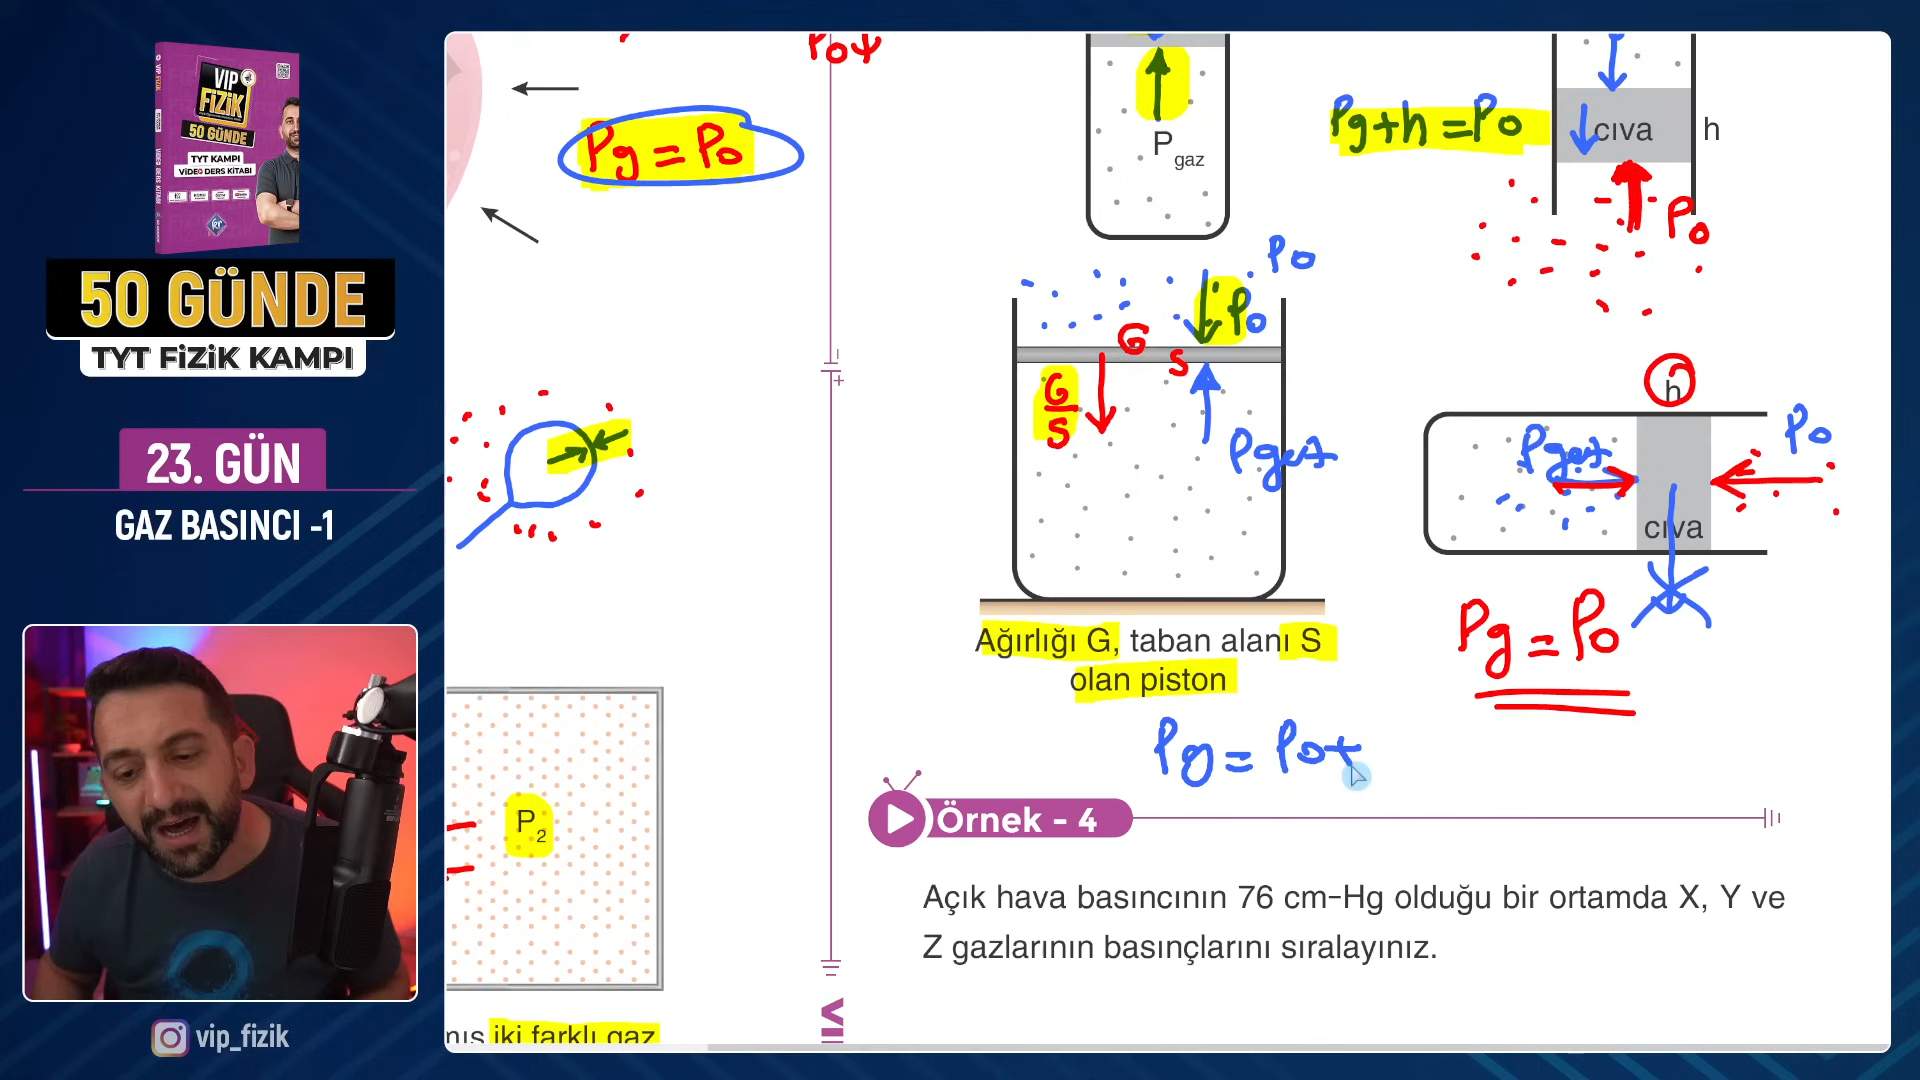 VIP
FİZİK
50 GÜNDE
TYT KAMPI
VİDEO DERS KİTABI
50 GÜNDE
TYT FİZİK KAMPI
23. GÜN
GAZ BASINCI -1
vip_fizik
Pg = Po
P2
iki farklı gaz
Pgaz
Pg+h=Po
cıva
h
Po
Po
Po
G
S
G
S
Pgaz
Ağırlığı G, taban alanı S
olan piston
Pg = Po+
h
Pgaz
Po
cıva
Pg = Po
Örnek - 4
Açık hava basıncının 76 cm-Hg olduğu bir ortamda X, Y ve
Z gazlarının basınçlarını sıralayınız.